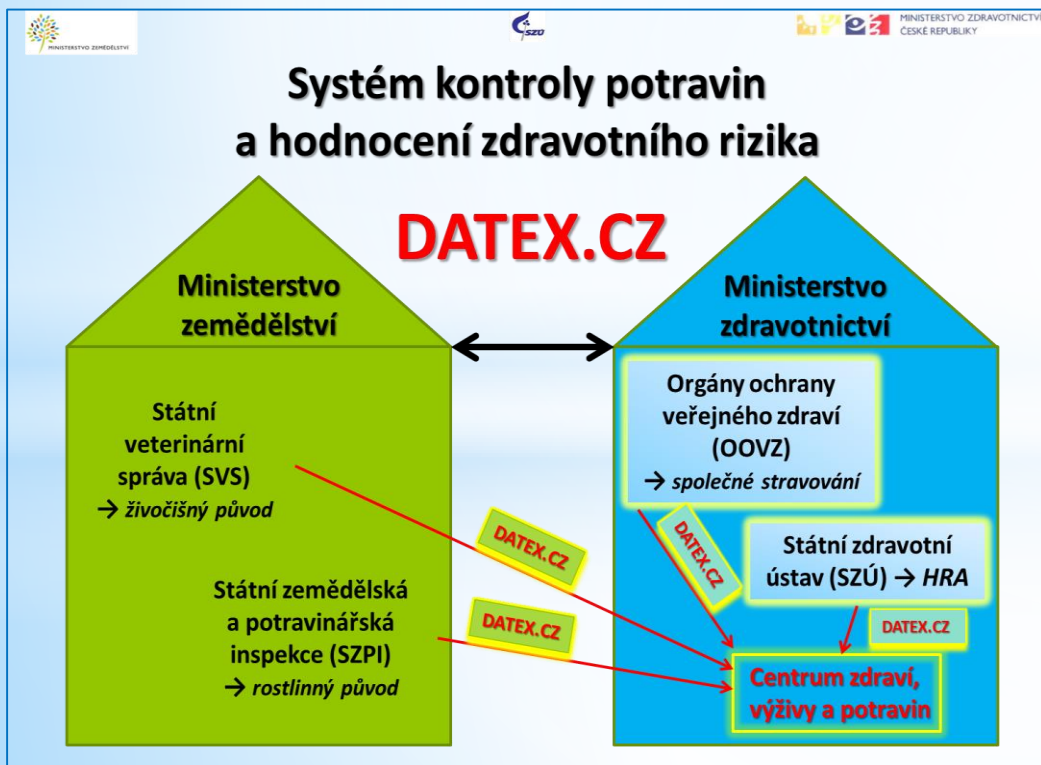 MINISTERSTVO ZEMĚDĚLSTVÍ
SZÚ
MINISTERSTVO ZDRAVOTNICTVÍ
ČESKÉ REPUBLIKY
Systém kontroly potravin
a hodnocení zdravotního rizika
DATEX.CZ
Ministerstvo
zemědělství
Státní
veterinární
správa (SVS)
→ živočišný původ
Státní zemědělská
a potravinářská
inspekce (SZPI)
→ rostlinný původ
DATEX.CZ
DATEX.CZ
Ministerstvo
zdravotnictví
Orgány ochrany
veřejného zdraví
(OOVZ)
→ společné stravování
DATEX.CZ
Státní zdravotní
ústav (SZÚ) → HRA
DATEX.CZ
Centrum zdraví,
výživy a potravin